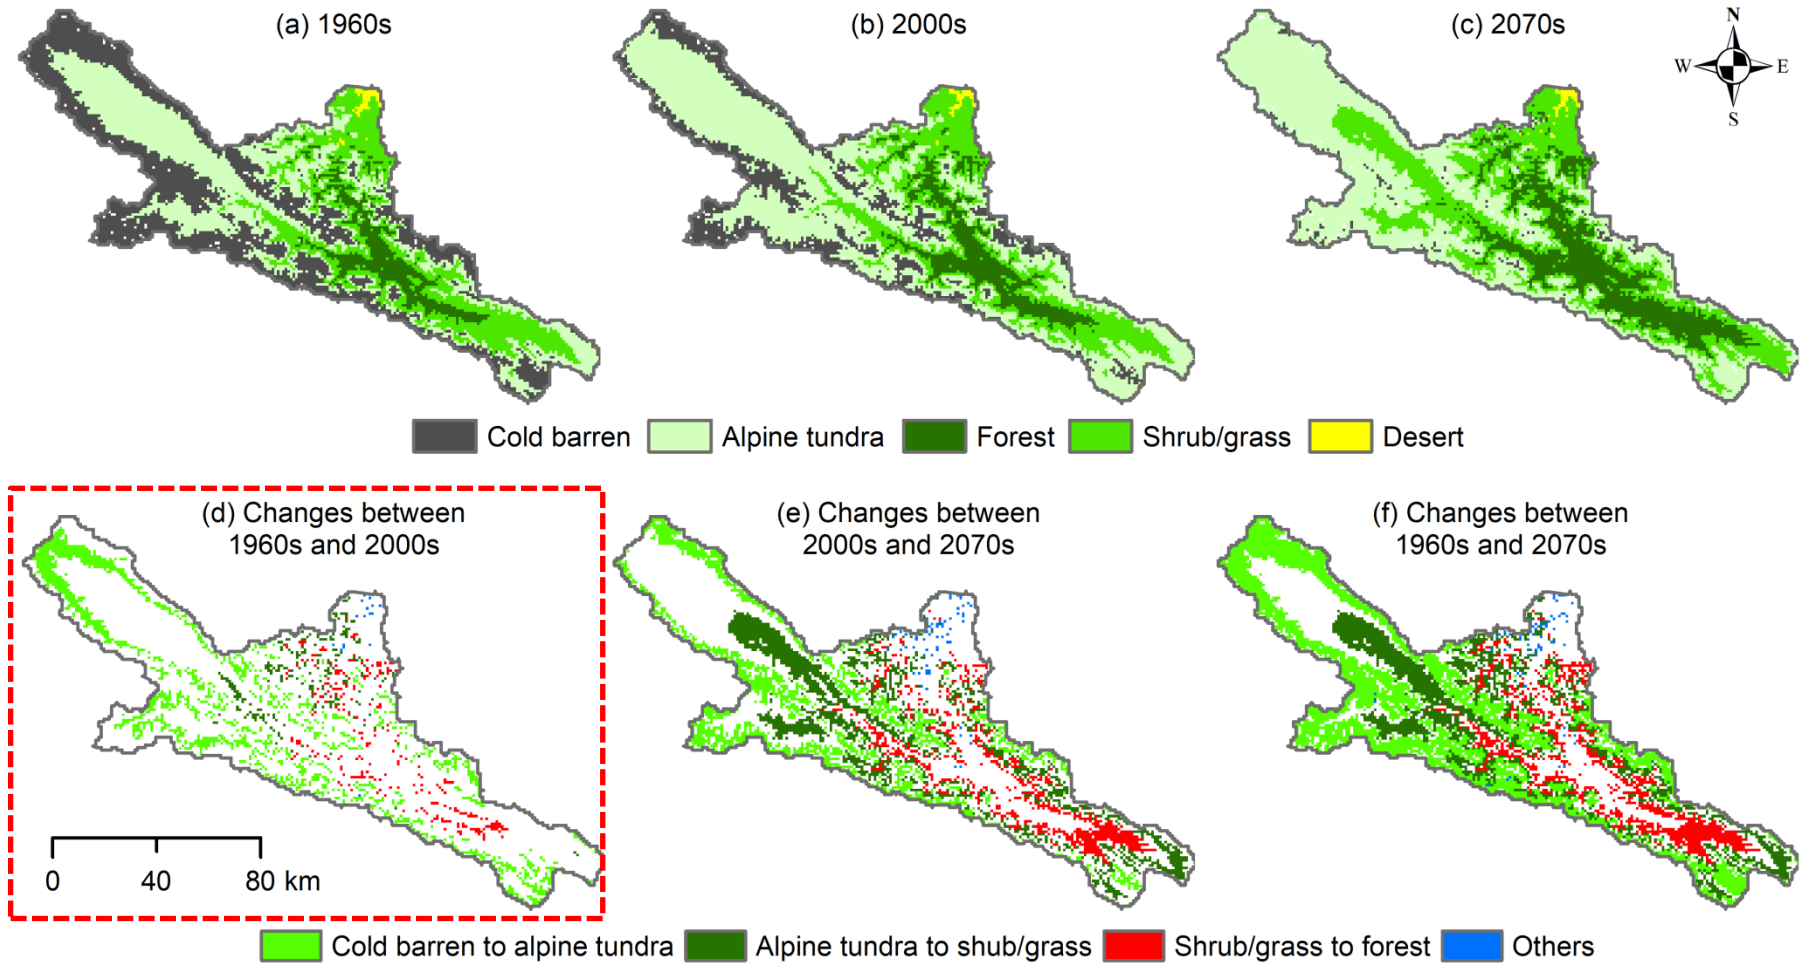 (a) 1960s
(b) 2000s
(c) 2070s
N
W
E
S
Cold barren
Alpine tundra
Forest
Shrub/grass
Desert
(d) Changes between
1960s and 2000s
(e) Changes between
2000s and 2070s
(f) Changes between
1960s and 2070s
0 40 80 km
Cold barren to alpine tundra
Alpine tundra to shub/grass
Shrub/grass to forest
Others